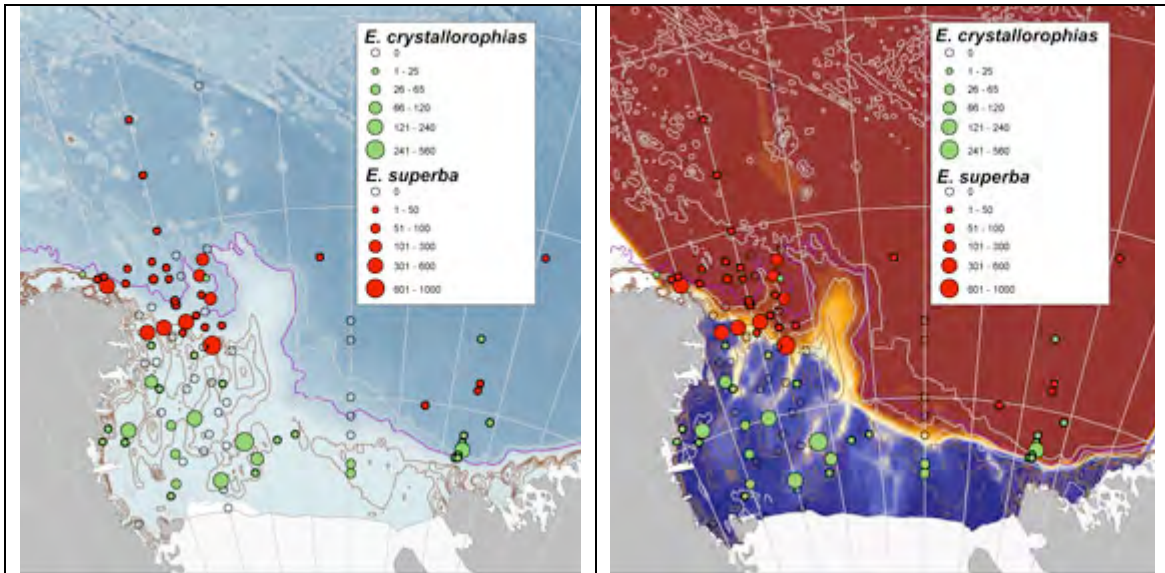 E. crystallorophias
0
1 - 25
26 - 65
66 - 120
121 - 240
241 - 560
E. superba
0
1 - 50
51 - 100
101 - 300
301 - 600
601 - 1000
E. crystallorophias
0
1 - 25
26 - 65
66 - 120
121 - 240
241 - 560
E. superba
0
1 - 50
51 - 100
101 - 300
301 - 600
601 - 1000